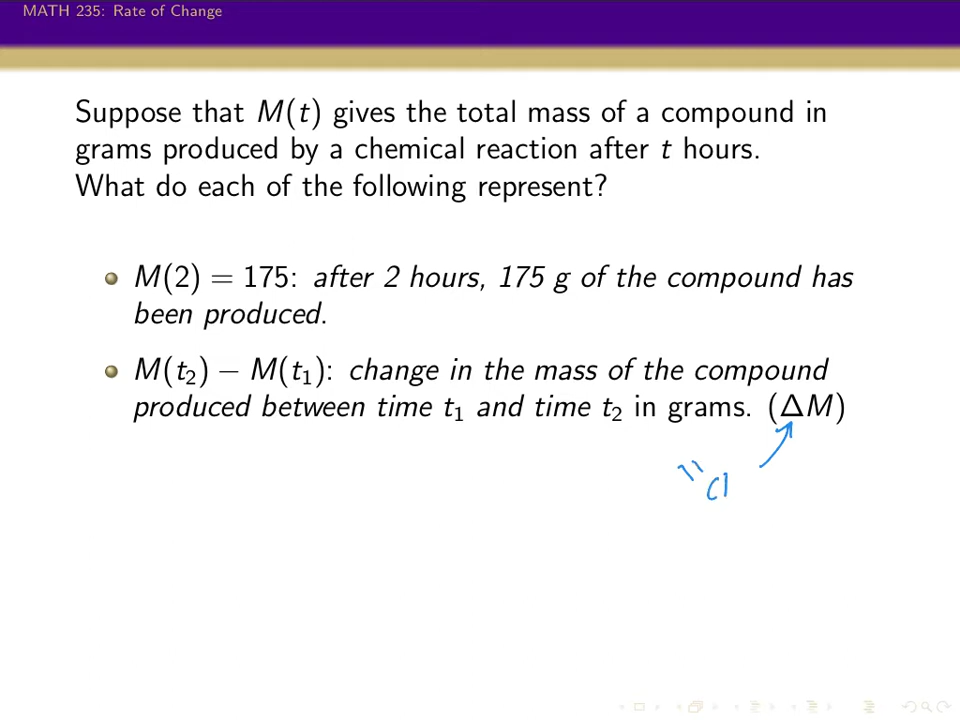 MATH 235: Rate of Change
Suppose that M(t) gives the total mass of a compound in
grams produced by a chemical reaction after t hours.
What do each of the following represent?
M(2) = 175: after 2 hours, 175 g of the compound has
been produced.
M(t₂) − M(t₁): change in the mass of the compound
produced between time t₁ and time t₂ in grams. (ΔM)